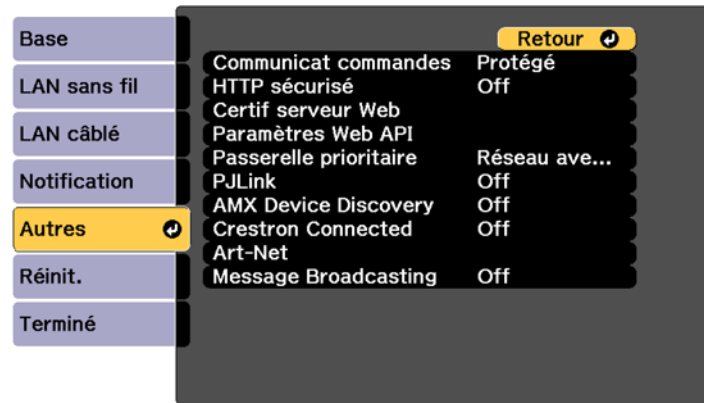 Base
LAN sans fil
LAN câblé
Notification
Autres
Réinit.
Terminé
Retour
Communicat commandes Protégé
HTTP sécurisé Off
Certif serveur Web
Paramètres Web API
Passerelle prioritaire Réseau ave...
PJLink Off
AMX Device Discovery Off
Crestron Connected Off
Art-Net
Message Broadcasting Off